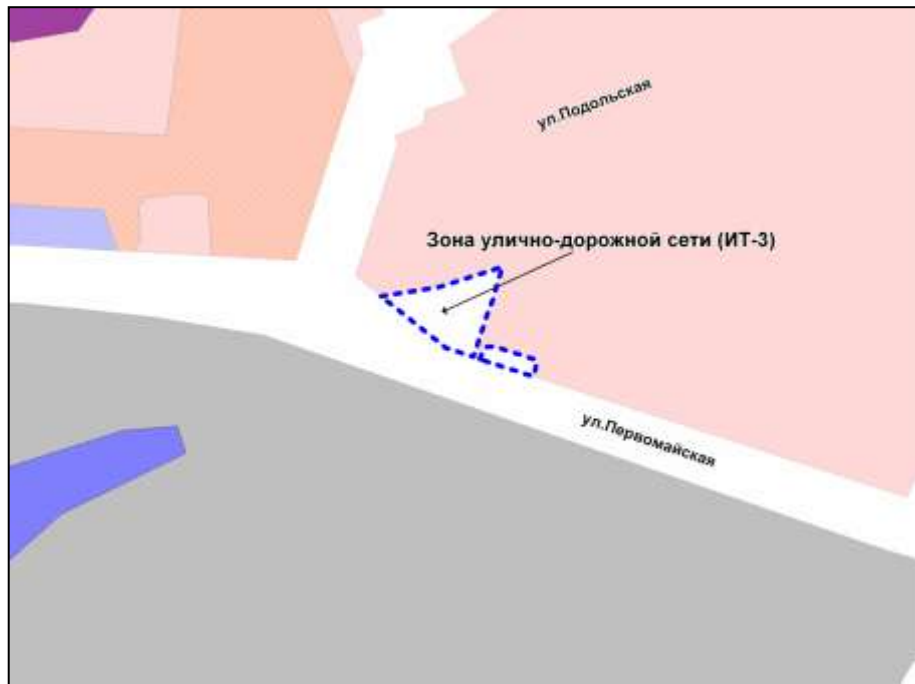 ул.Подольская
Зона улично-дорожной сети (ИТ-3)
ул.Первомайская